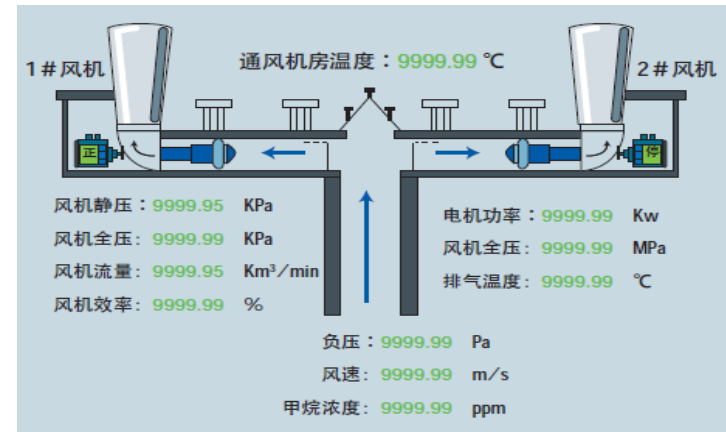 通风机房温度：9999.99 ℃
1#风机
2#风机
正
停
风机静压：9999.95 KPa
风机全压: 9999.99 KPa
风机流量: 9999.95 Km³/min
风机效率: 9999.99 %
电机功率：9999.99 Kw
风机全压: 9999.99 MPa
排气温度: 9999.99 ℃
负压：9999.99 Pa
风速: 9999.99 m/s
甲烷浓度: 9999.99 ppm